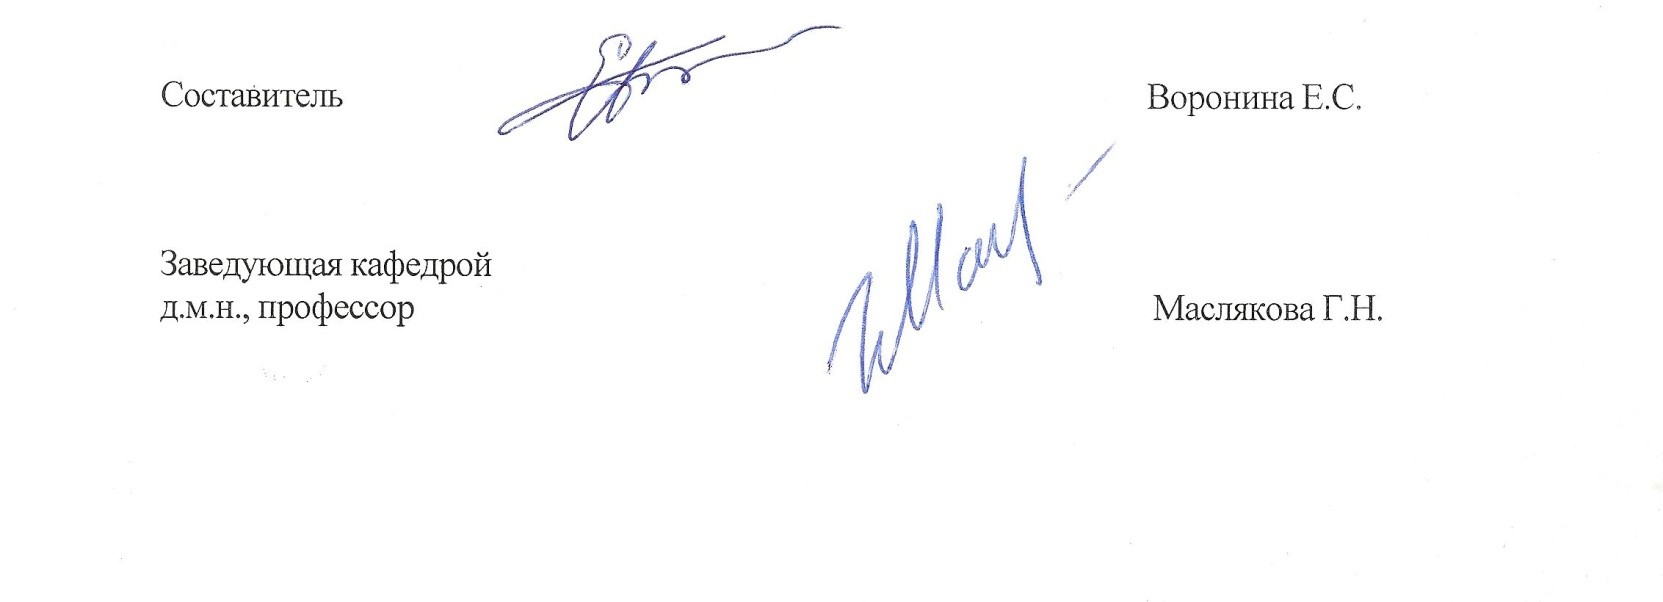 Составитель Воронина Е.С.
Заведующая кафедрой
д.м.н., профессор Маслякова Г.Н.